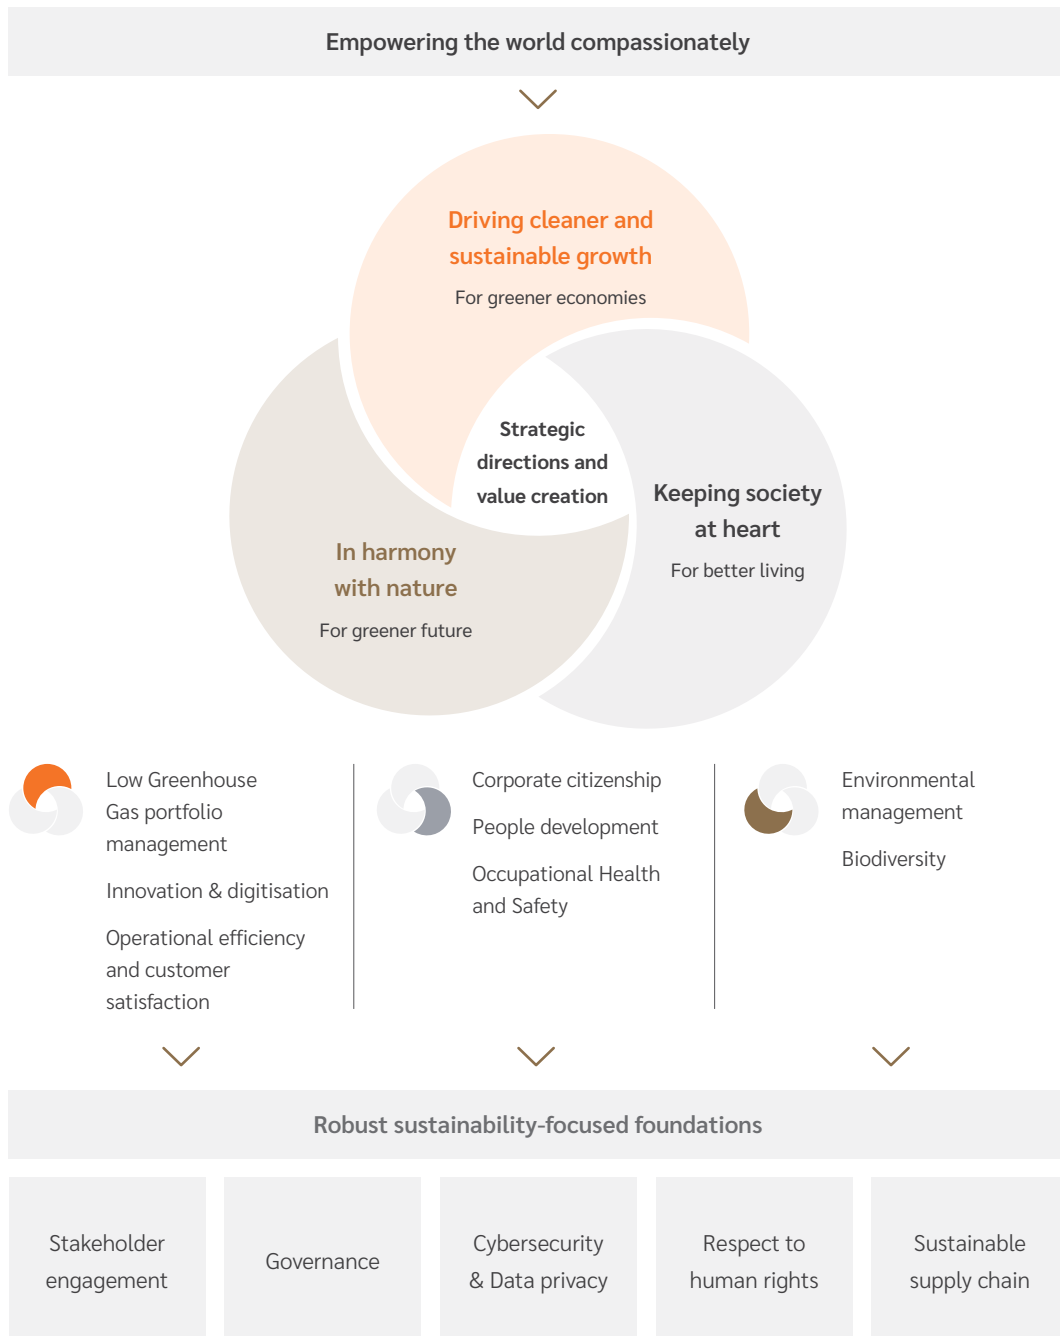 Empowering the world compassionately
Driving cleaner and
sustainable growth
For greener economies
Strategic
directions and
value creation
Keeping society
at heart
For better living
In harmony
with nature
For greener future
Low Greenhouse
Gas portfolio
management
Innovation & digitisation
Operational efficiency
and customer
satisfaction
Corporate citizenship
People development
Occupational Health
and Safety
Environmental
management
Biodiversity
Robust sustainability-focused foundations
Stakeholder
engagement
Governance
Cybersecurity
& Data privacy
Respect to
human rights
Sustainable
supply chain